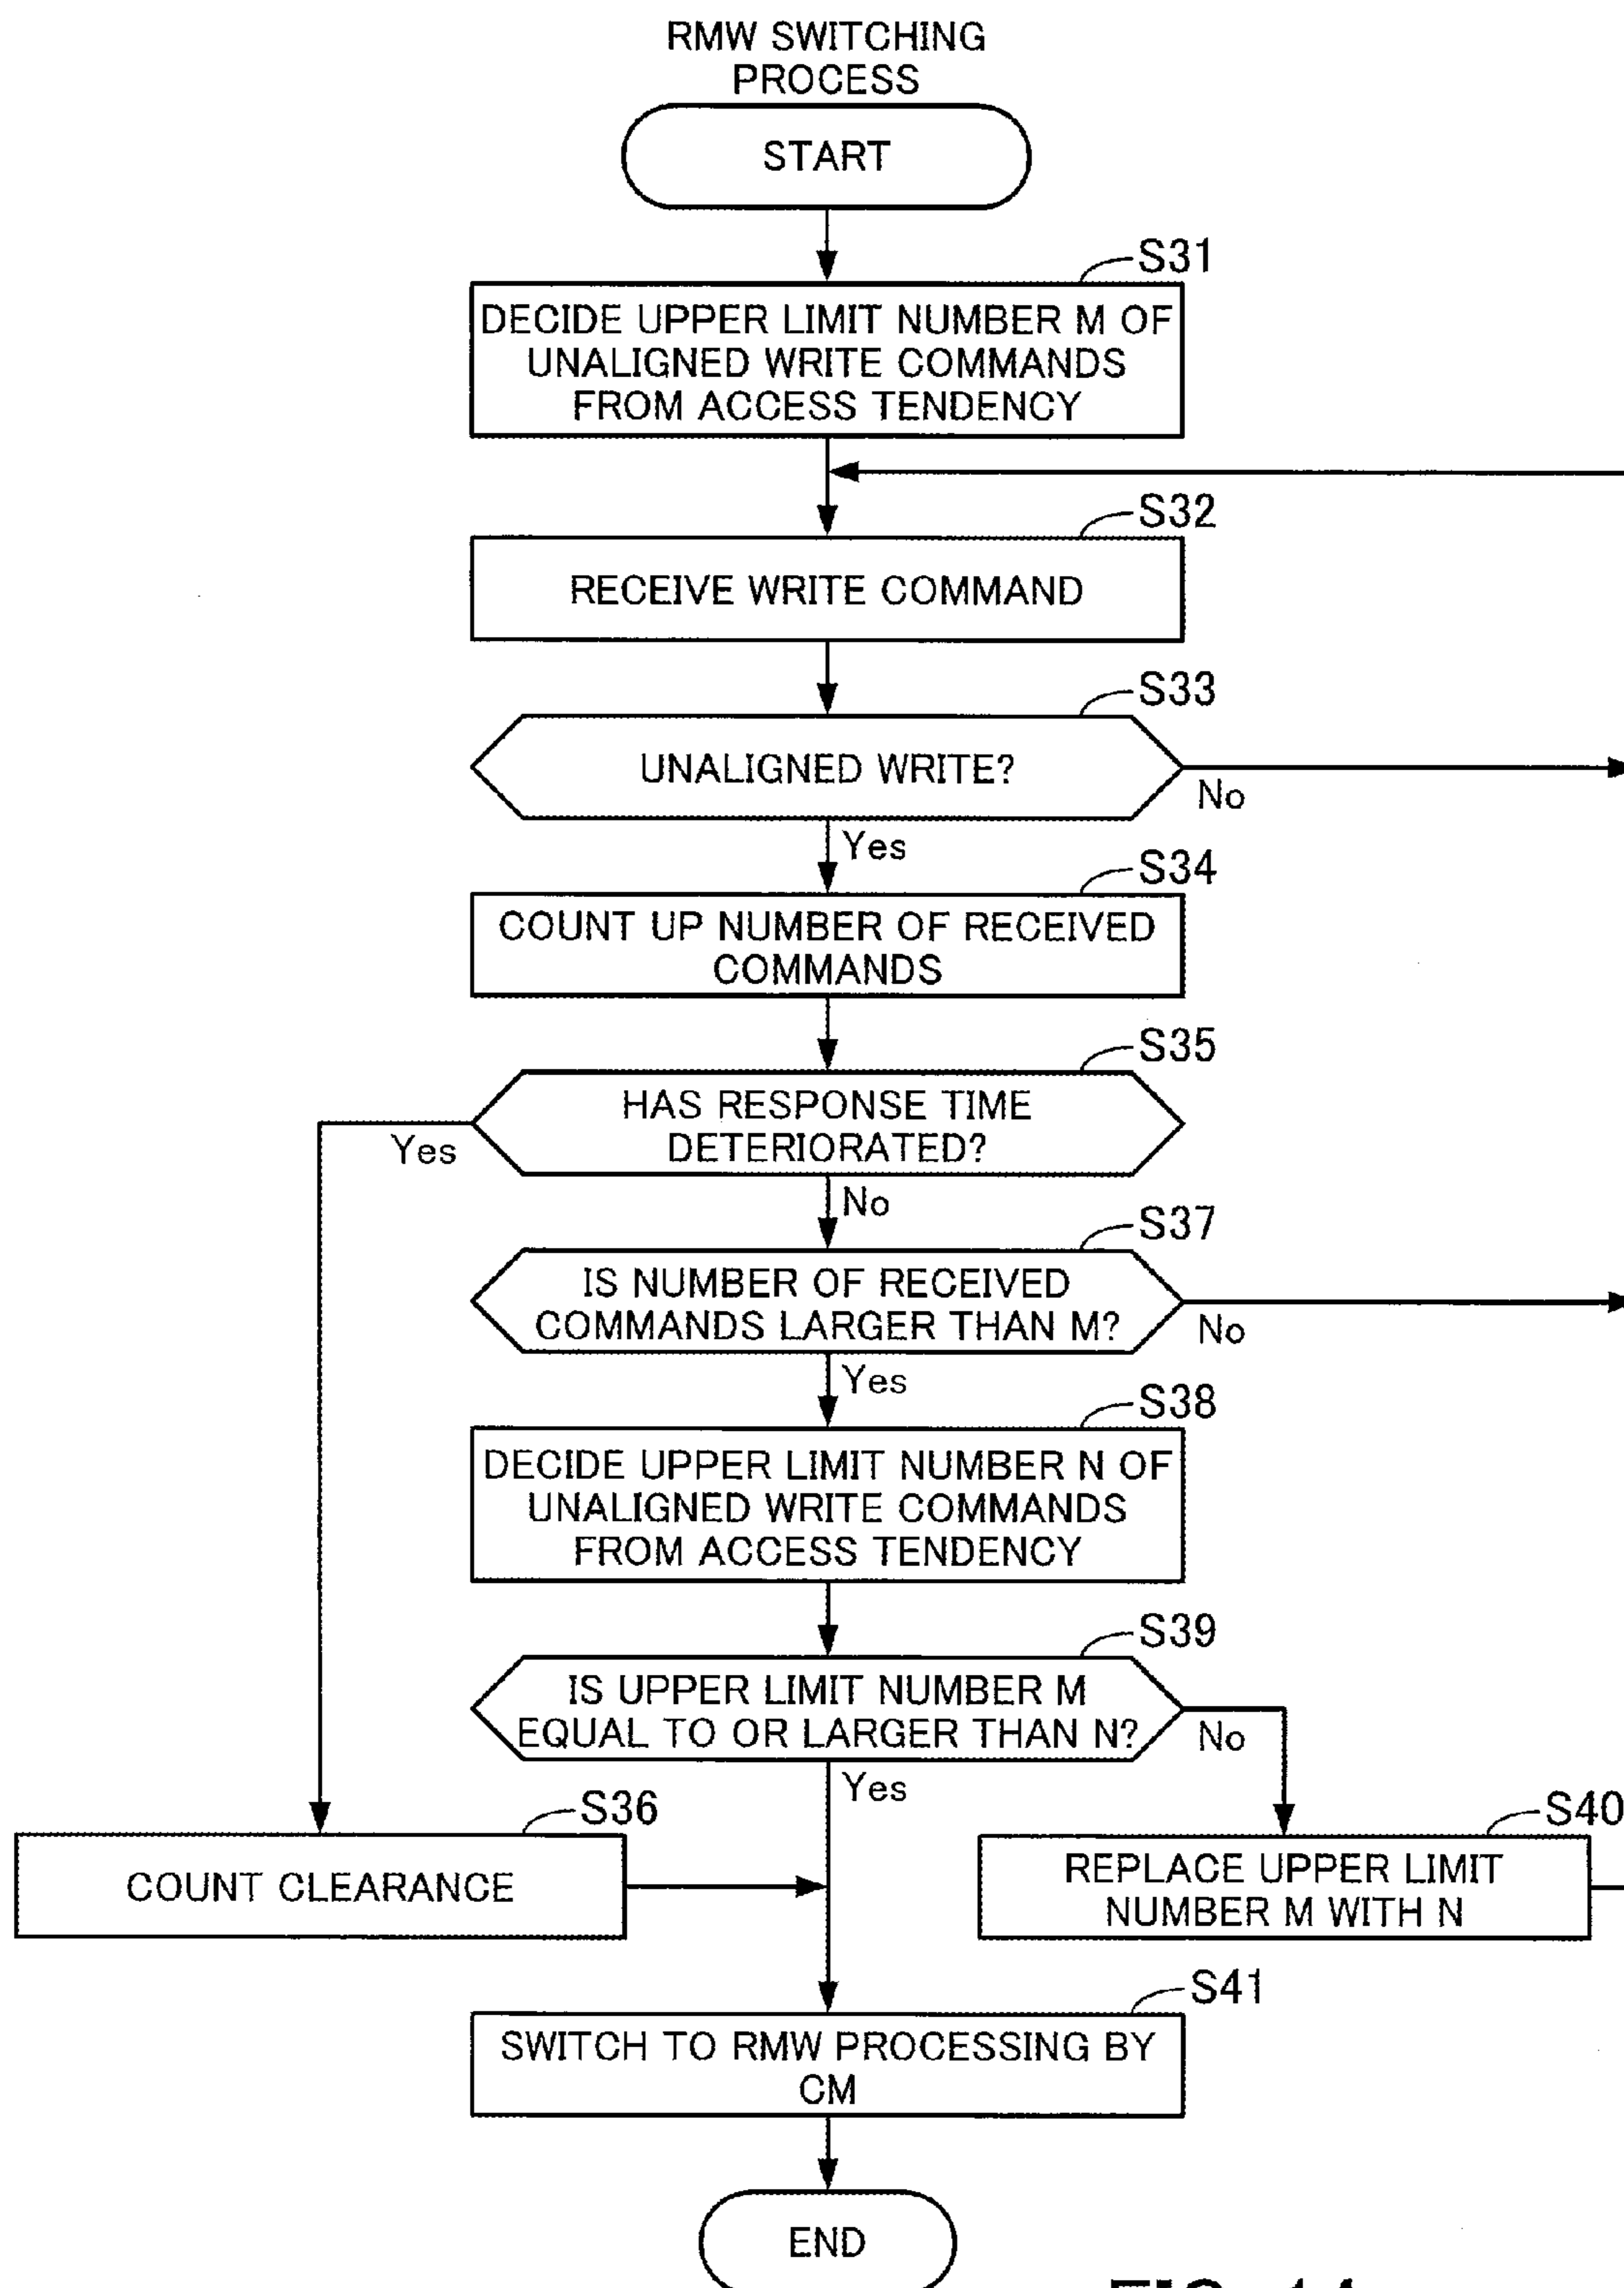 RMW SWITCHING
PROCESS
START
S31
DECIDE UPPER LIMIT NUMBER M OF
UNALIGNED WRITE COMMANDS
FROM ACCESS TENDENCY
S32
RECEIVE WRITE COMMAND
S33
UNALIGNED WRITE?
No
Yes
S34
COUNT UP NUMBER OF RECEIVED
COMMANDS
S35
HAS RESPONSE TIME
DETERIORATED?
Yes
No
S37
IS NUMBER OF RECEIVED
COMMANDS LARGER THAN M?
No
Yes
S38
DECIDE UPPER LIMIT NUMBER N OF
UNALIGNED WRITE COMMANDS
FROM ACCESS TENDENCY
S39
IS UPPER LIMIT NUMBER M
EQUAL TO OR LARGER THAN N?
No
Yes
S36
COUNT CLEARANCE
S40
REPLACE UPPER LIMIT
NUMBER M WITH N
S41
SWITCH TO RMW PROCESSING BY
CM
END